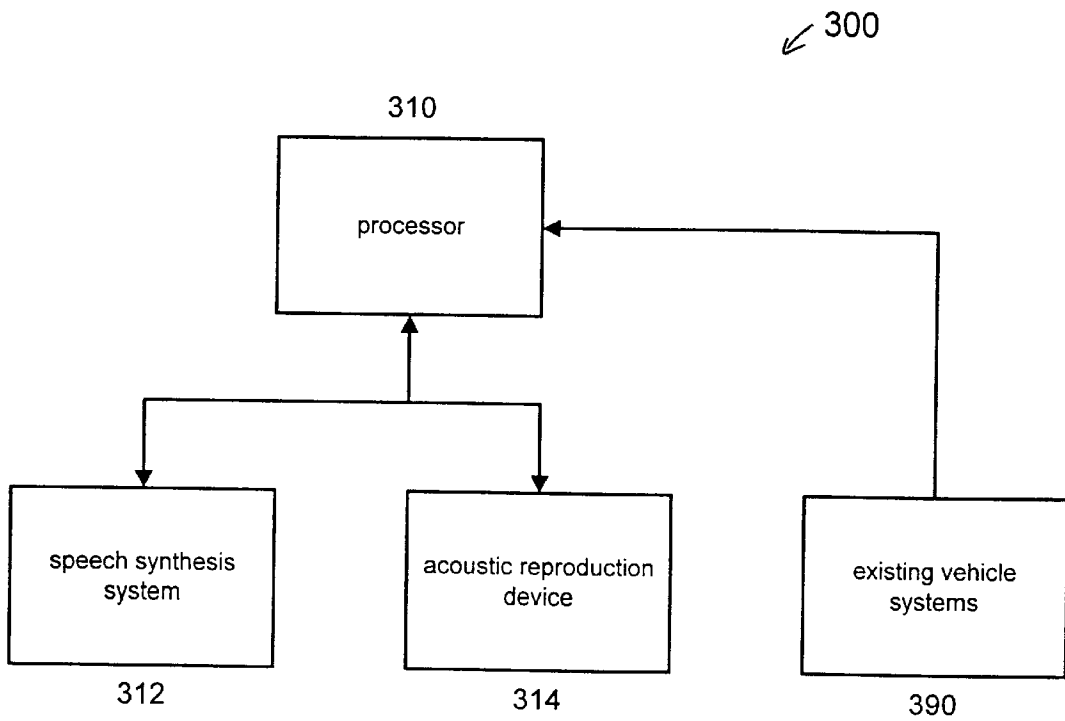 300
310
processor
speech synthesis
system
acoustic reproduction
device
existing vehicle
systems
312
314
390